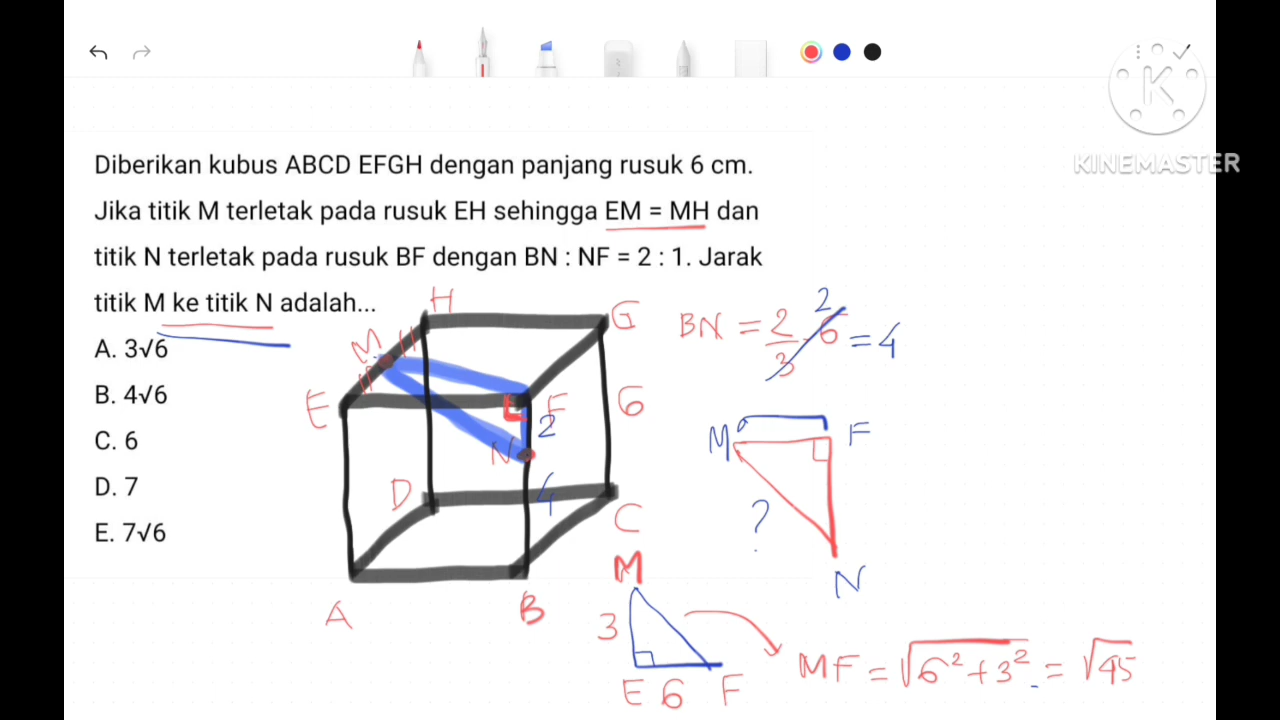 K
KINEMASTER
Diberikan kubus ABCD EFGH dengan panjang rusuk 6 cm.
Jika titik M terletak pada rusuk EH sehingga EM = MH dan
titik N terletak pada rusuk BF dengan BN : NF = 2 : 1. Jarak
titik M ke titik N adalah...
A. 3√6
B. 4√6
C. 6
D. 7
E. 7√6
H
G
M
E
F
6
2
N
D
4
C
A
B
BN = 2/3 · 6 = 4
2
M F
?
N
M
3
E 6 F
MF = √6² + 3² = √45